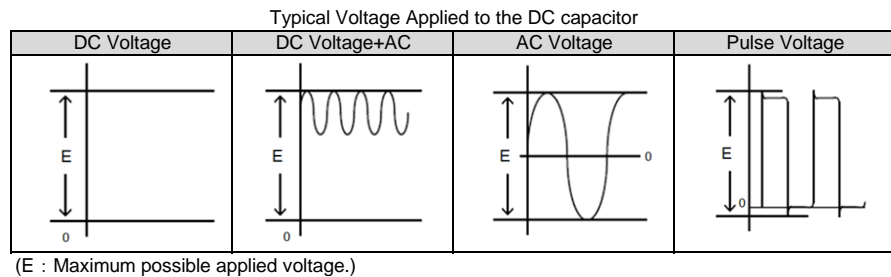 Typical Voltage Applied to the DC capacitor
DC Voltage DC Voltage+AC AC Voltage Pulse Voltage
E E E E
0 0 0 0
(E：Maximum possible applied voltage.)